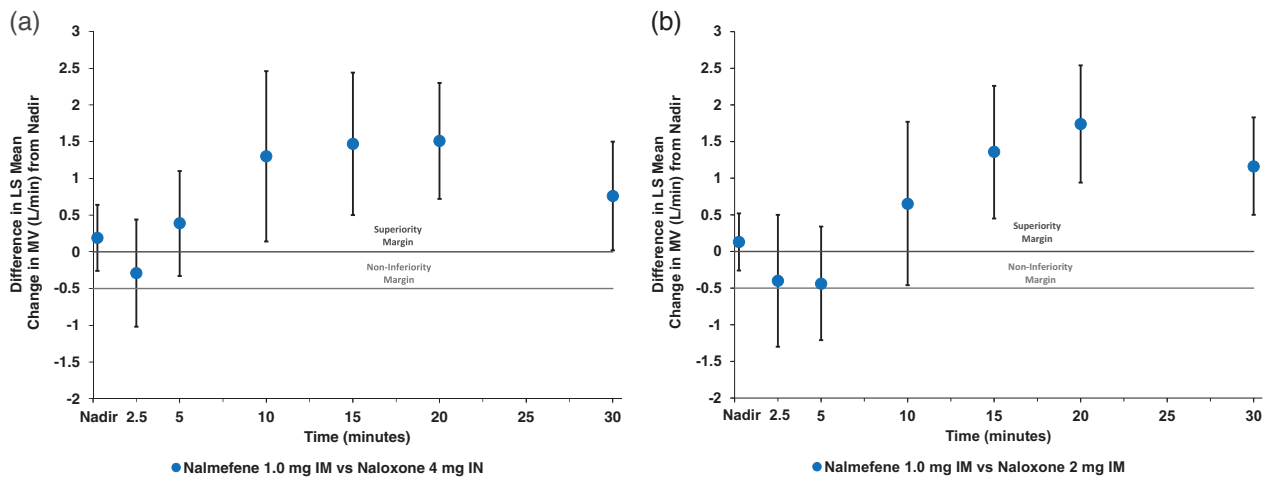 (a)
3
2.5
2
1.5
1
0.5
0
-0.5
-1
-1.5
-2
Difference in LS Mean
Change in MV (L/min) from Nadir
Superiority
Margin
Non-Inferiority
Margin
Nadir 2.5 5 10 15 20 25 30
Time (minutes)
Nalmefene 1.0 mg IM vs Naloxone 4 mg IN
(b)
3
2.5
2
1.5
1
0.5
0
-0.5
-1
-1.5
-2
Difference in LS Mean
Change in MV (L/min) from Nadir
Superiority
Margin
Non-Inferiority
Margin
Nadir 2.5 5 10 15 20 25 30
Time (minutes)
Nalmefene 1.0 mg IM vs Naloxone 2 mg IM